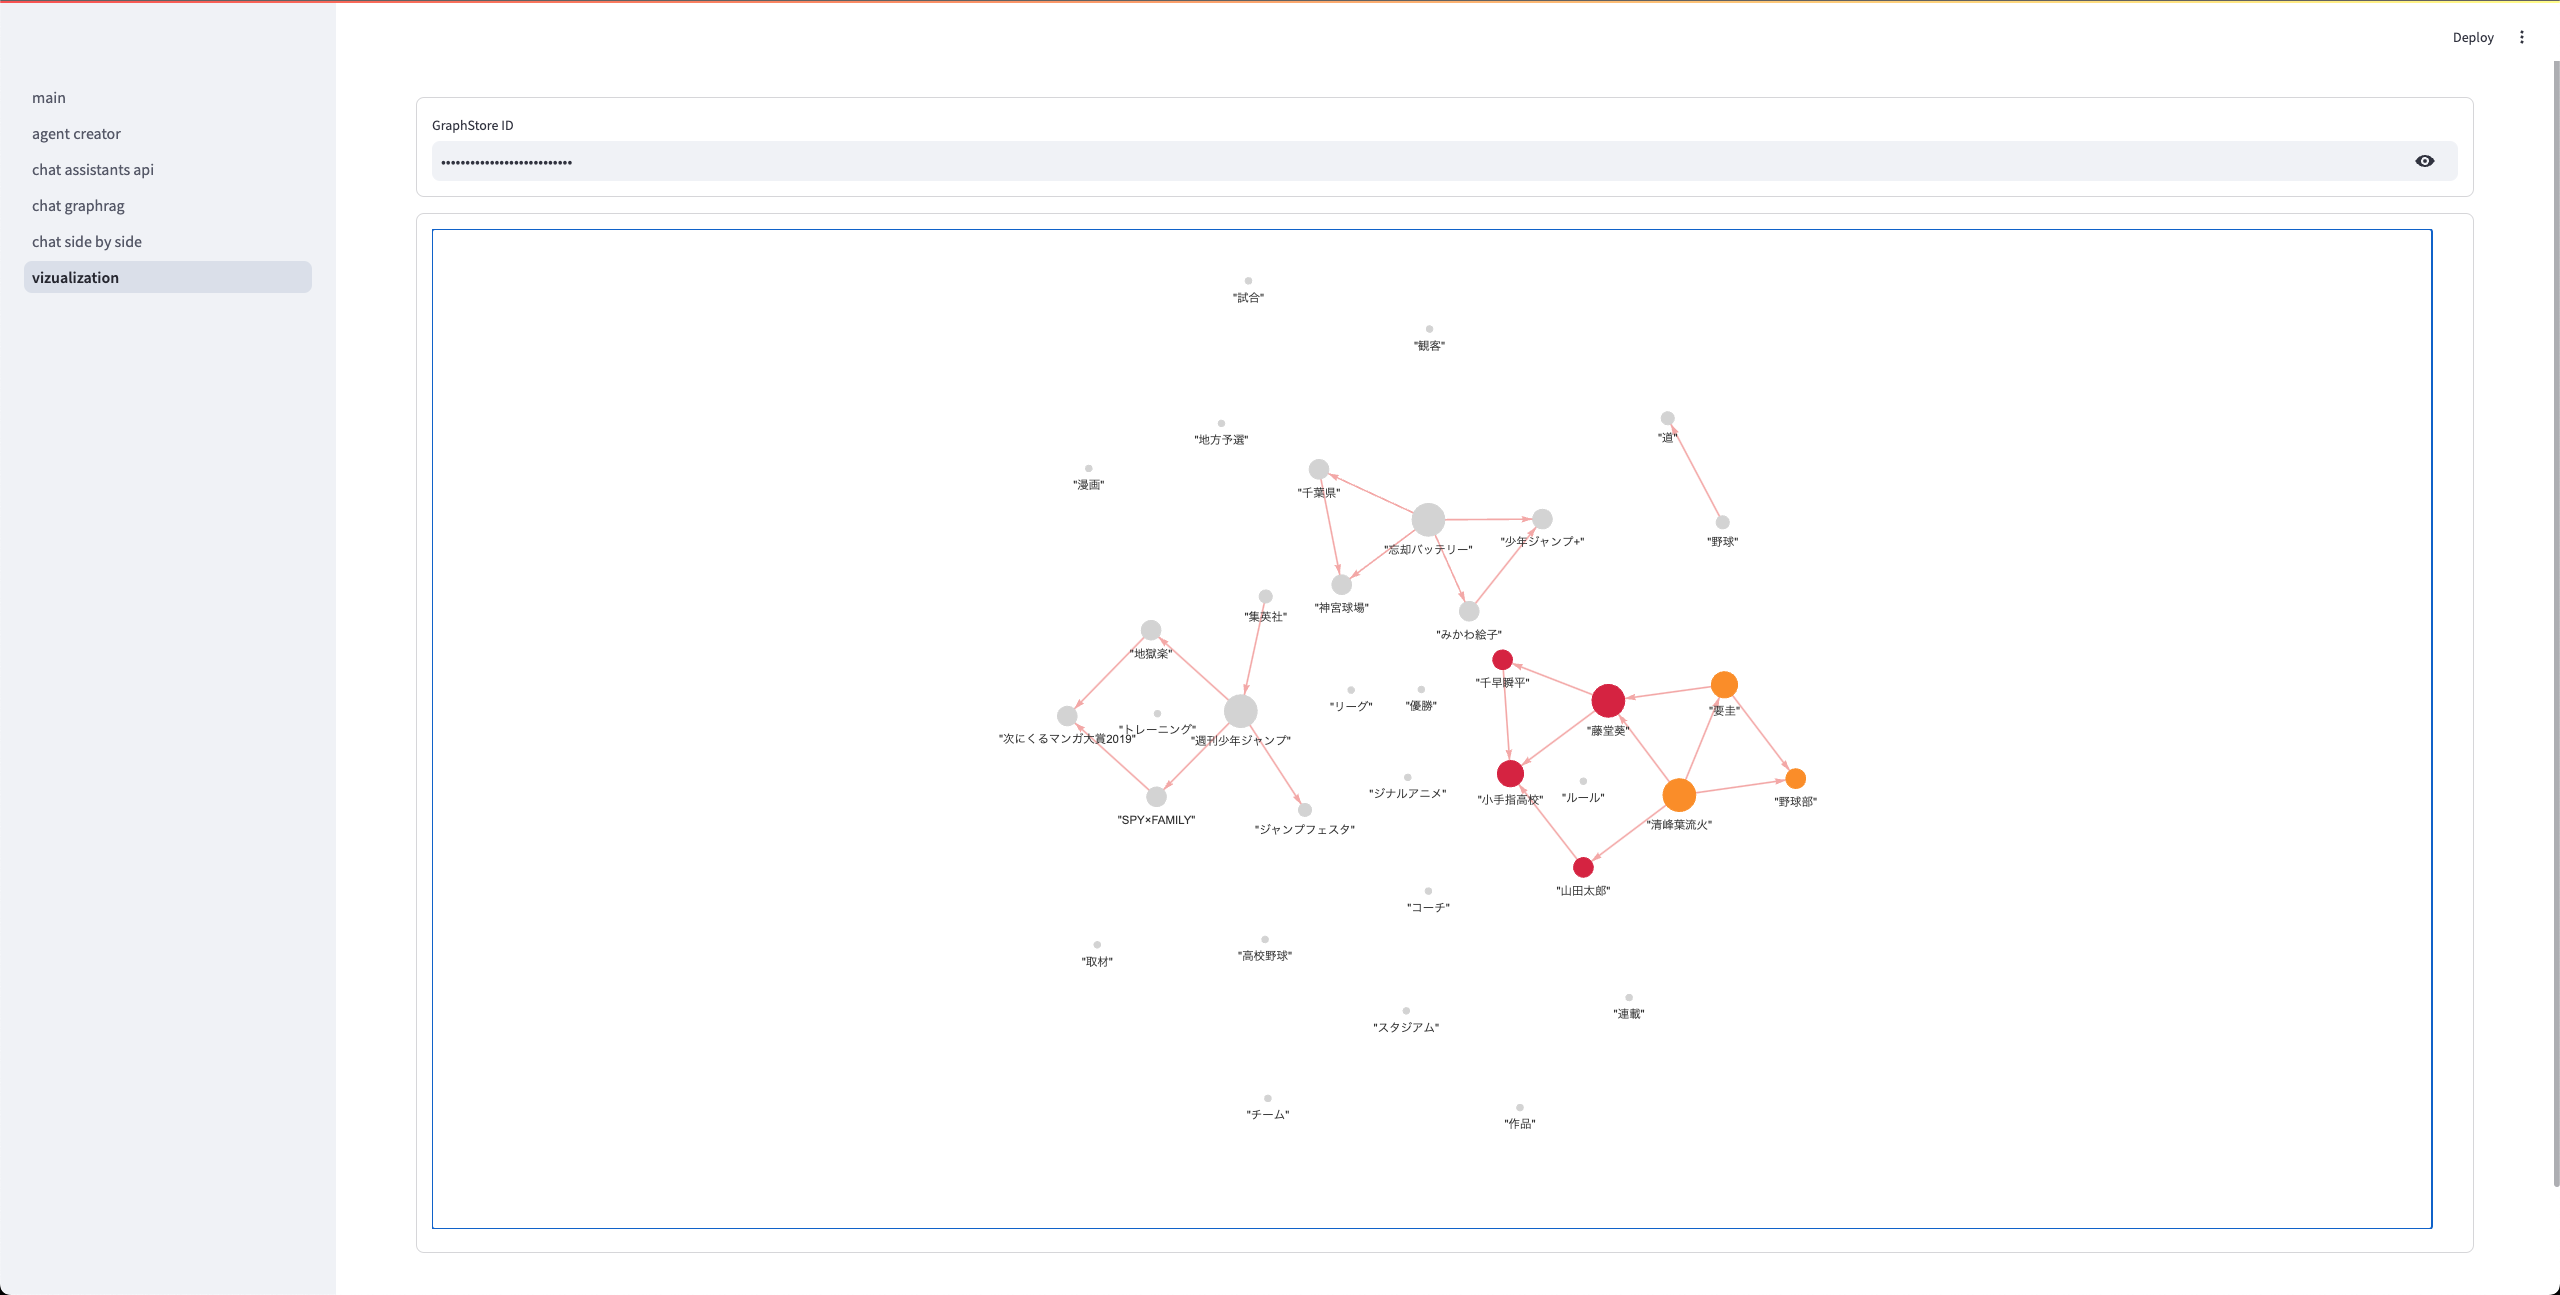 Deploy
main
agent creator
chat assistants api
chat graphrag
chat side by side
vizualization
GraphStore ID
"試合"
"観客"
"地方予選"
"道"
"漫画"
"千葉県"
"忘却バッテリー"
"少年ジャンプ+"
"野球"
"神宮球場"
"集英社"
"みかわ絵子"
"地獄楽"
"千早瞬平"
"リーグ"
"優勝"
"要圭"
"藤堂葵"
"トレーニング"
"次にくるマンガ大賞2019"
"週刊少年ジャンプ"
"ジナルアニメ"
"小手指高校"
"ルール"
"野球部"
"SPY×FAMILY"
"ジャンプフェスタ"
"清峰葉流火"
"山田太郎"
"コーチ"
"取材"
"高校野球"
"連載"
"スタジアム"
"チーム"
"作品"